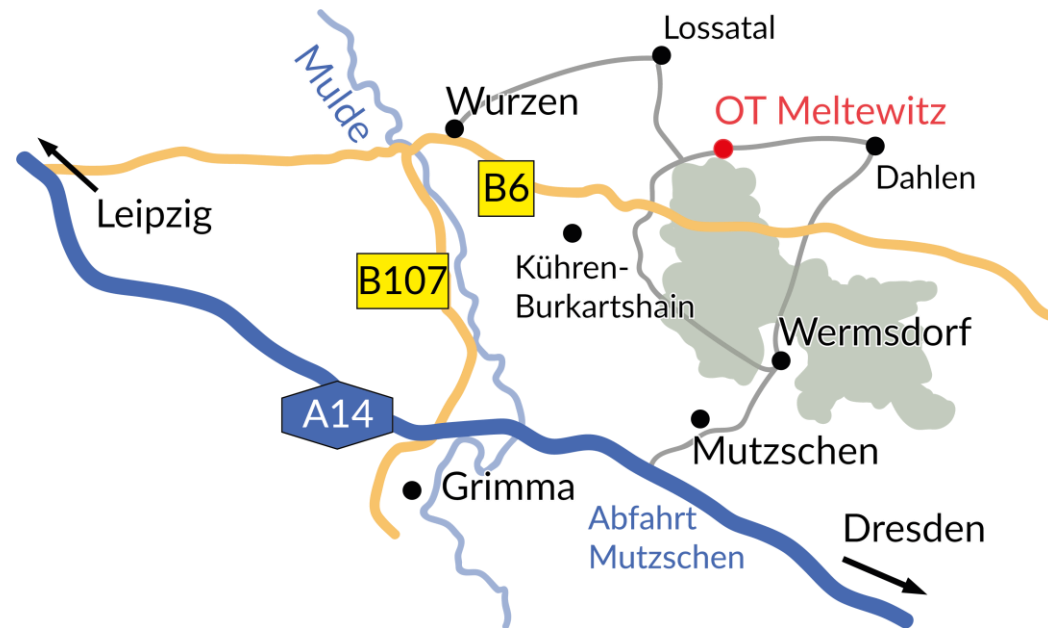 Lossatal
Mulde
Wurzen
OT Meltewitz
B6
Dahlen
Leipzig
Kühren-
Burkartshain
B107
Wermsdorf
A14
Mutzschen
Grimma
Abfahrt
Mutzschen
Dresden